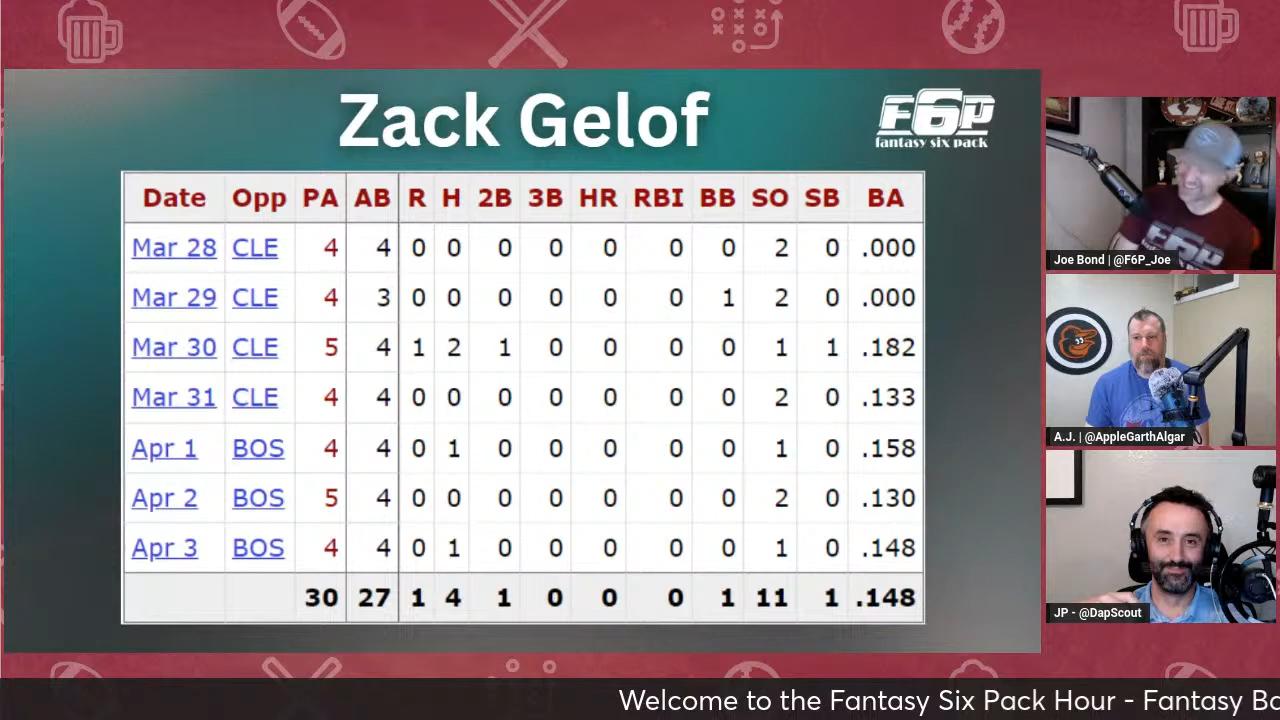 Zack Gelof
F6P
fantasy six pack
Date Opp PA AB R H 2B 3B HR RBI BB SO SB BA
Mar 28 CLE 4 4 0 0 0 0 0 0 0 2 0 .000
Mar 29 CLE 4 3 0 0 0 0 0 0 1 2 0 .000
Mar 30 CLE 5 4 1 2 1 0 0 0 0 1 1 .182
Mar 31 CLE 4 4 0 0 0 0 0 0 0 2 0 .133
Apr 1 BOS 4 4 0 1 0 0 0 0 0 1 0 .158
Apr 2 BOS 5 4 0 0 0 0 0 0 0 2 0 .130
Apr 3 BOS 4 4 0 1 0 0 0 0 0 1 0 .148
30 27 1 4 1 0 0 0 1 11 1 .148
F6P
Joe Bond | @F6P_Joe
A.J. | @AppleGarthAlgar
JP - @DapScout
Welcome to the Fantasy Six Pack Hour - Fantasy Ba